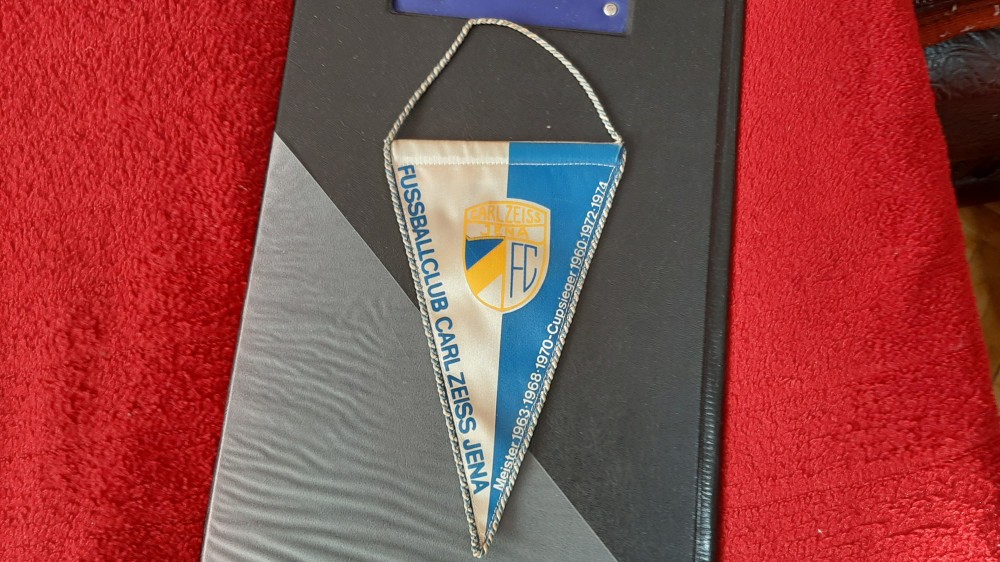 FUSSBALLCLUB CARL ZEISS JENA
CARL ZEISS
JENA
FC
Meister 1963·1968·1970-Cupsieger 1960·1972·1974